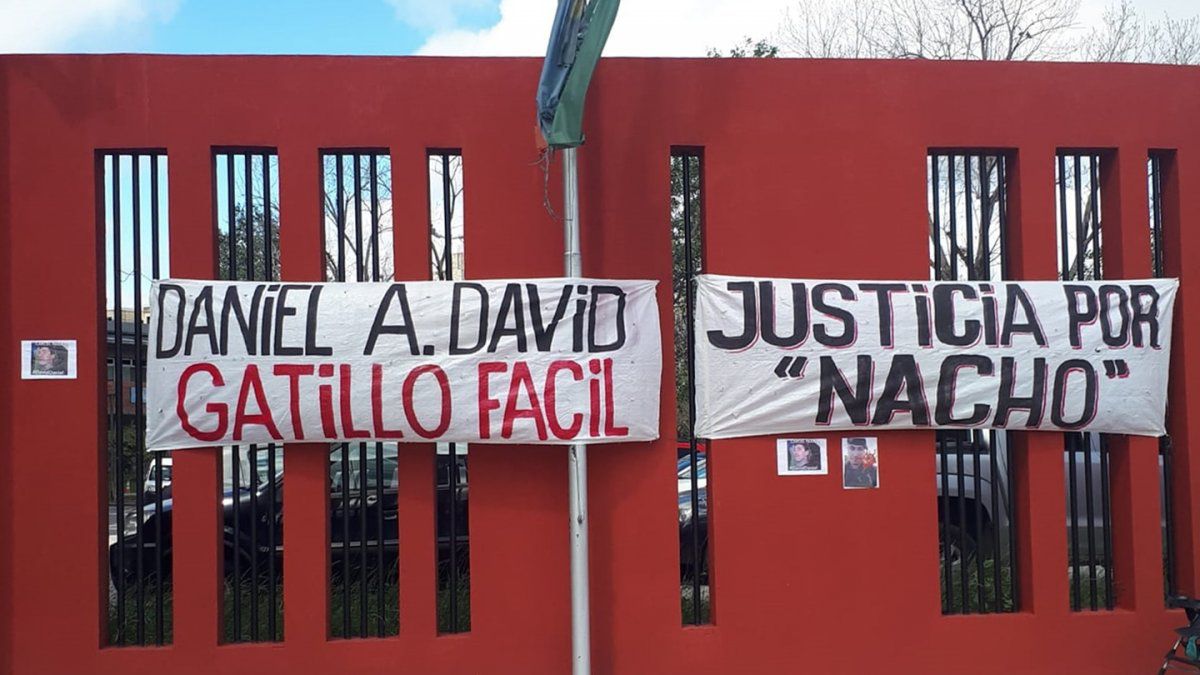 DANiEL A. DAViD
GATiLLO FACiL
JUSTiCiA POR
"NACHO"